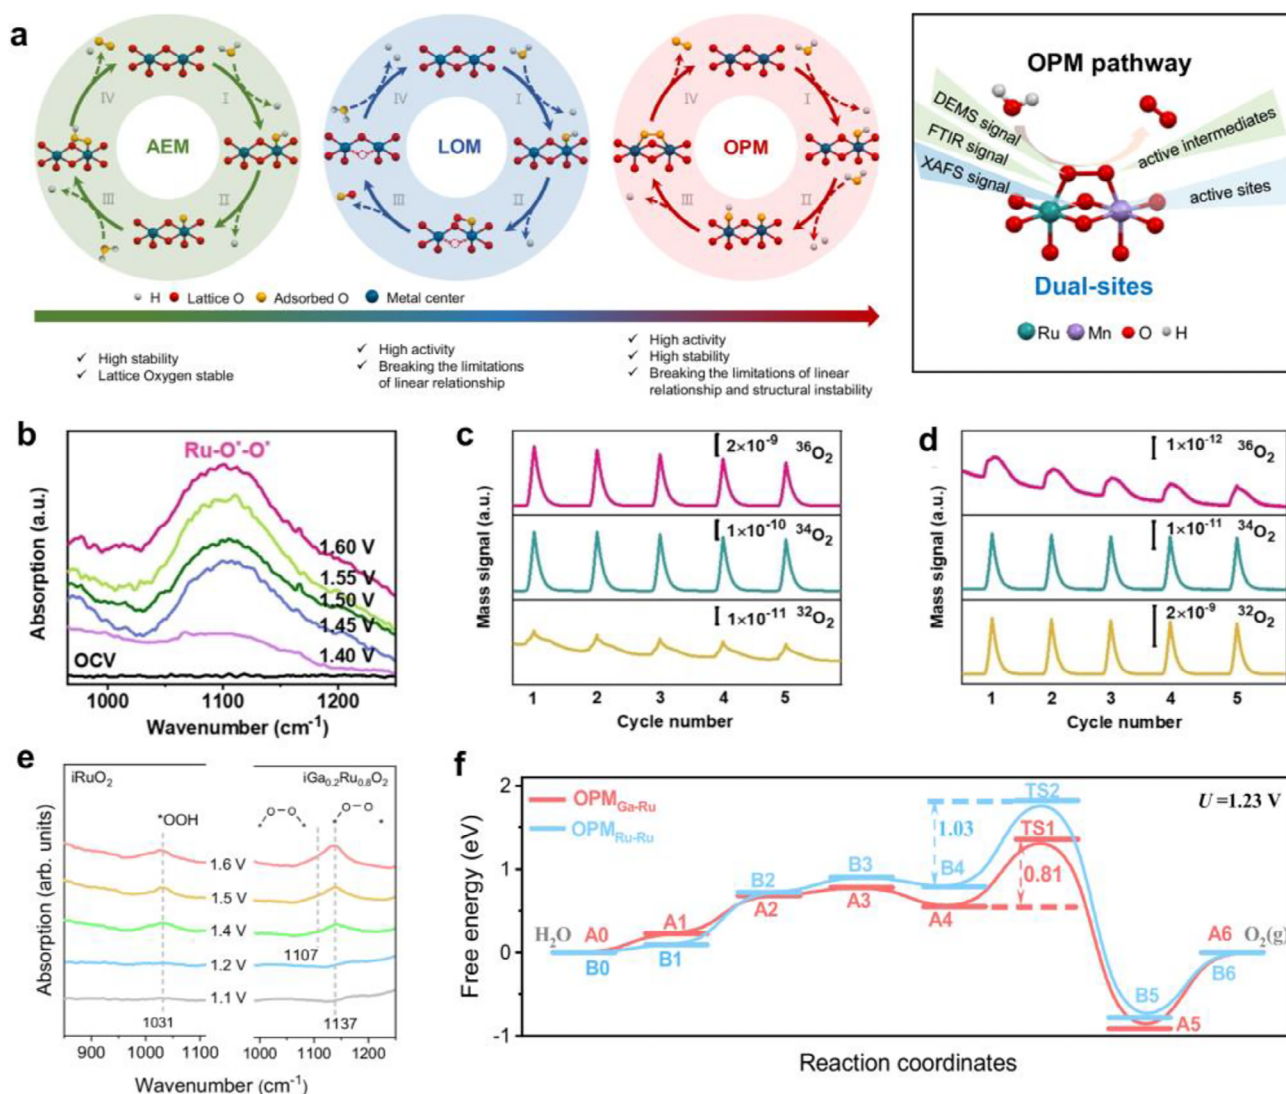 a
AEM
I
II
III
IV
LOM
I
II
III
IV
OPM
I
II
III
IV
H Lattice O Adsorbed O Metal center
✓ High stability
✓ Lattice Oxygen stable
✓ High activity
✓ Breaking the limitations
of linear relationship
✓ High activity
✓ High stability
✓ Breaking the limitations of linear
relationship and structural instability
OPM pathway
DEMS signal
FTIR signal
XAFS signal
active intermediates
active sites
Dual-sites
Ru Mn O H
b
Ru-O*-O*
1.60 V
1.55 V
1.50 V
1.45 V
1.40 V
OCV
Absorption (a.u.)
1000 1100 1200
Wavenumber (cm⁻¹)
c
2×10⁻⁹ ³⁶O₂
1×10⁻¹⁰ ³⁴O₂
1×10⁻¹¹ ³²O₂
Mass signal (a.u.)
1 2 3 4 5
Cycle number
d
1×10⁻¹² ³⁶O₂
1×10⁻¹¹ ³⁴O₂
2×10⁻⁹ ³²O₂
Mass signal (a.u.)
1 2 3 4 5
Cycle number
e
iRuO₂ iGa₀.₂Ru₀.₈O₂
*OOH
O—O O—O
1.6 V
1.5 V
1.4 V
1.2 V
1.1 V
1107
1031 1137
Absorption (arb. units)
900 1000 1100 1000 1100 1200
Wavenumber (cm⁻¹)
f
OPM_Ga-Ru
OPM_Ru-Ru
U=1.23 V
TS2
TS1
1.03
0.81
H₂O
A0
B0
A1
B1
B2
A2
B3
A3
B4
A4
B5
A5
A6
B6
O₂(g)
Free energy (eV)
2
1
0
-1
Reaction coordinates